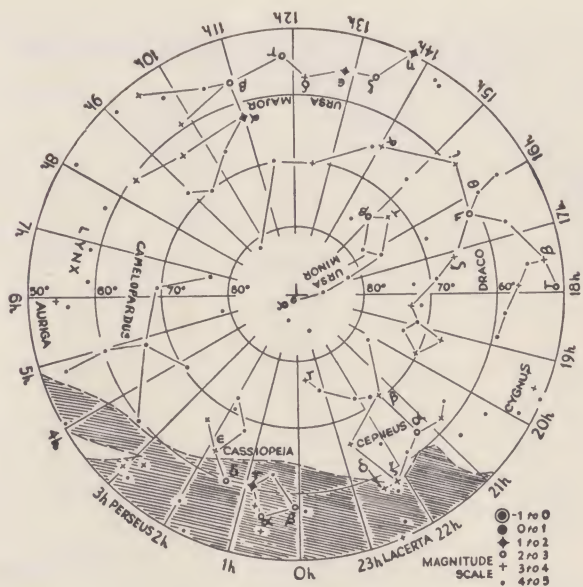 12h
11h
13h
10h
14h
9h
15h
8h
16h
7h
17h
6h
18h
5h
19h
4h
20h
3h
21h
2h
22h
1h
23h
0h
URSA
MAJOR
LYNX
CAMELOPARDUS
AURIGA
50°
60°
70°
80°
80°
70°
60°
URSA
MINOR
DRACO
CYGNUS
CEPHEUS
CASSIOPEIA
PERSEUS
LACERTA
β
γ
δ
ε
ζ
η
α
α
θ
β
γ
ζ
β
α
β
α
δ
ζ
γ
ε
δ
γ
α
β
MAGNITUDE
SCALE
-1 TO 0
0 TO 1
1 TO 2
2 TO 3
3 TO 4
4 TO 5